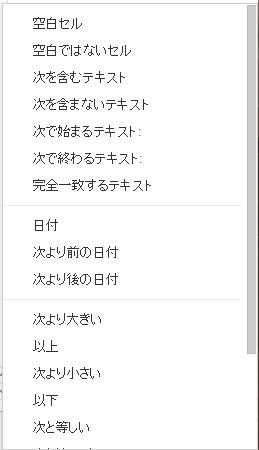 空白セル
空白ではないセル
次を含むテキスト
次を含まないテキスト
次で始まるテキスト:
次で終わるテキスト:
完全一致するテキスト
日付
次より前の日付
次より後の日付
次より大きい
以上
次より小さい
以下
次と等しい